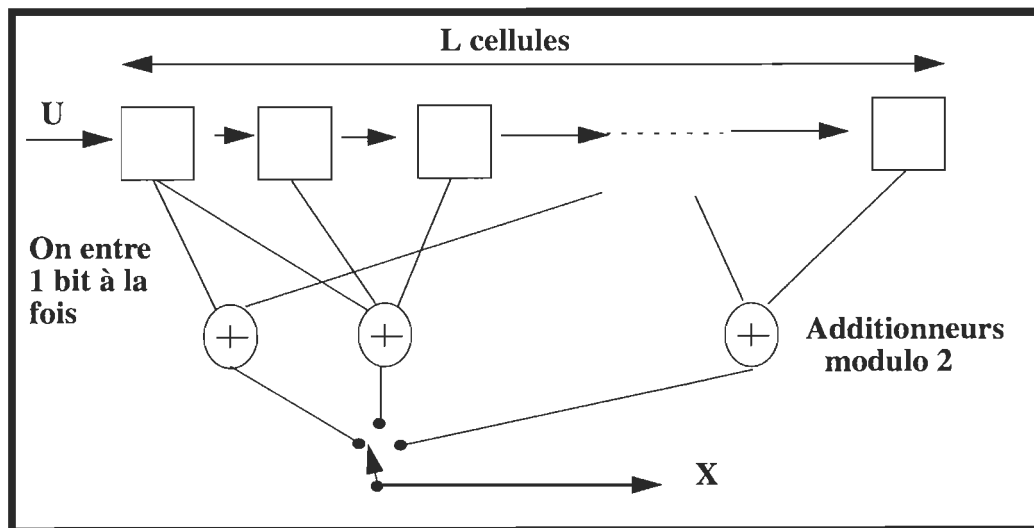 L cellules
U
On entre
1 bit à la
fois
Additionneurs
modulo 2
X